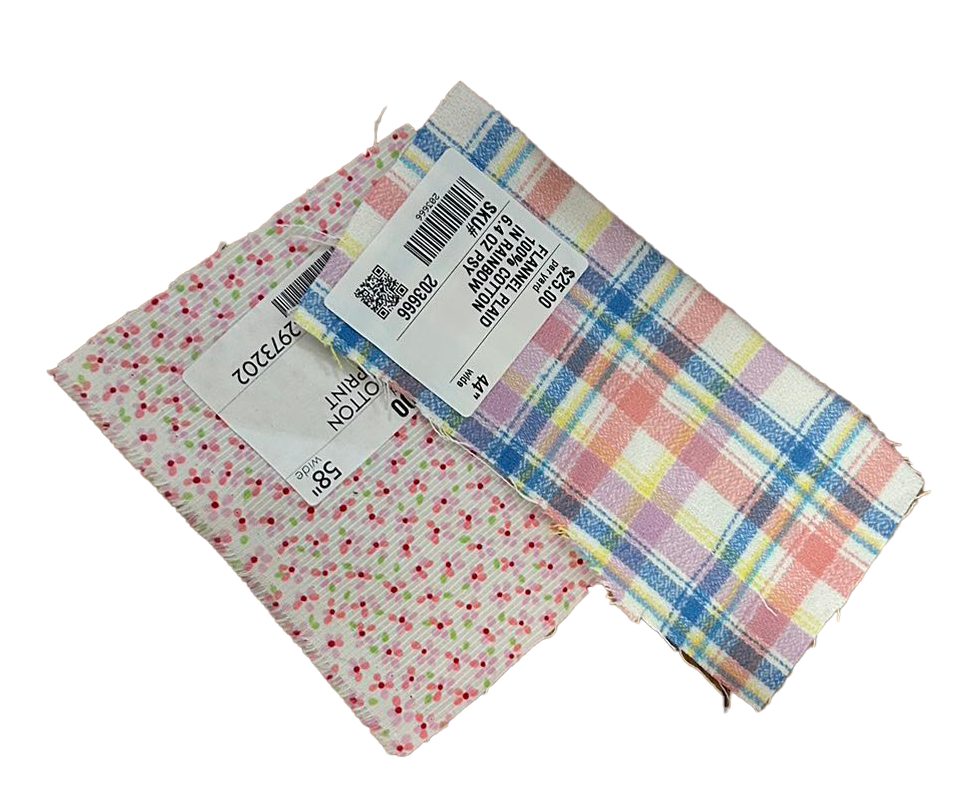 $25.00
per yard
44"
wide
FLANNEL PLAID
100% COTTON
IN RAINBOW
6.4 OZ PSY
SKU#
203666
203666
00
58"
wide
OTTON
PRINT
2973202